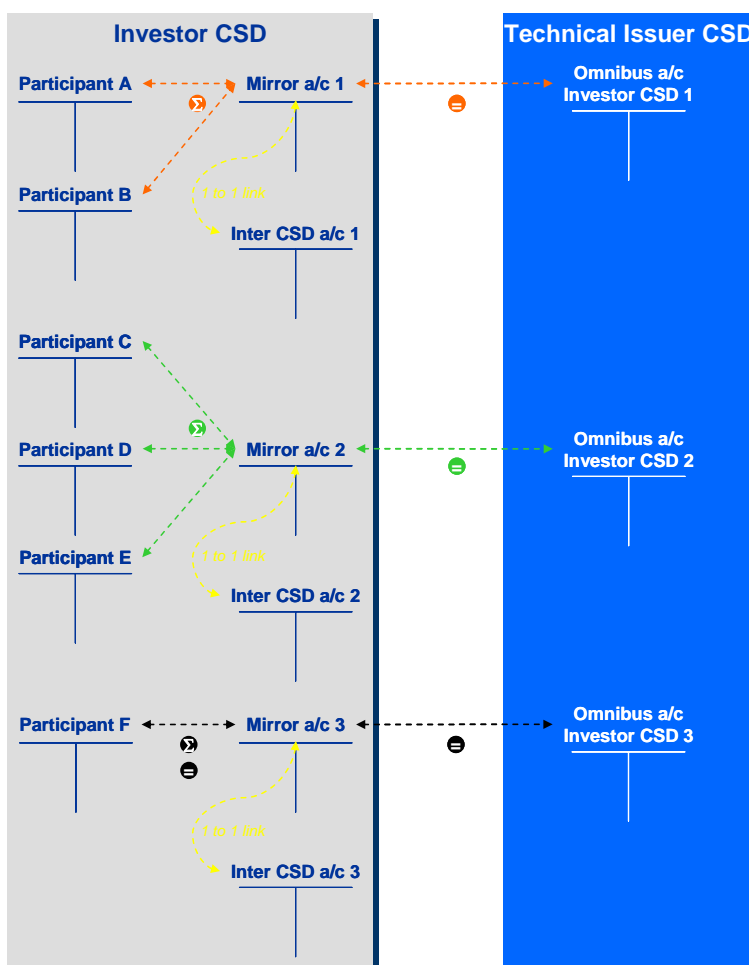 Investor CSD
Technical Issuer CSD
Participant A
Mirror a/c 1
Omnibus a/c
Investor CSD 1
Σ
=
Participant B
1 to 1 link
Inter CSD a/c 1
Participant C
Σ
Participant D
Mirror a/c 2
Omnibus a/c
Investor CSD 2
=
Participant E
1 to 1 link
Inter CSD a/c 2
Participant F
Mirror a/c 3
Omnibus a/c
Investor CSD 3
Σ
=
=
1 to 1 link
Inter CSD a/c 3